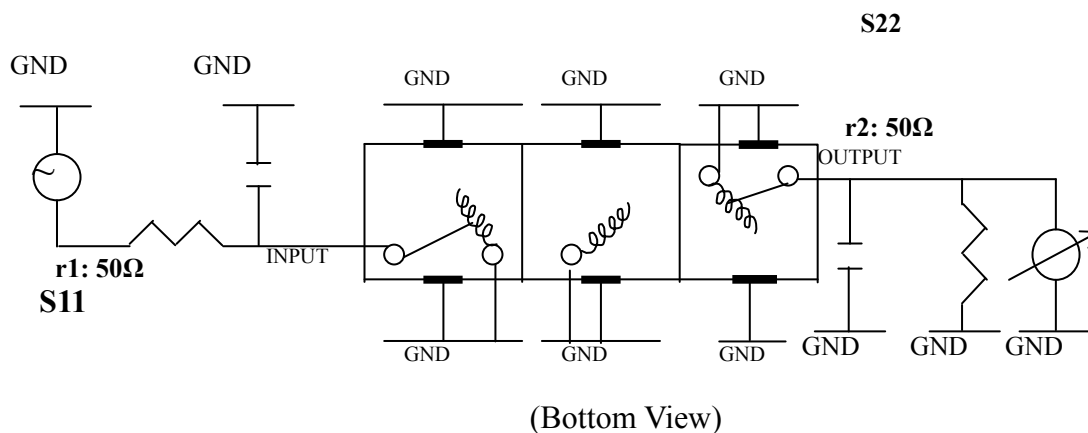 S22
GND
GND
GND
GND
GND
r2: 50Ω
OUTPUT
INPUT
r1: 50Ω
S11
GND
GND
GND
GND
GND
GND
(Bottom View)